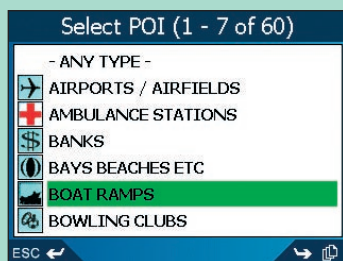 Select POI (1 - 7 of 60)
- ANY TYPE -
AIRPORTS / AIRFIELDS
AMBULANCE STATIONS
$ BANKS
BAYS BEACHES ETC
BOAT RAMPS
BOWLING CLUBS
ESC